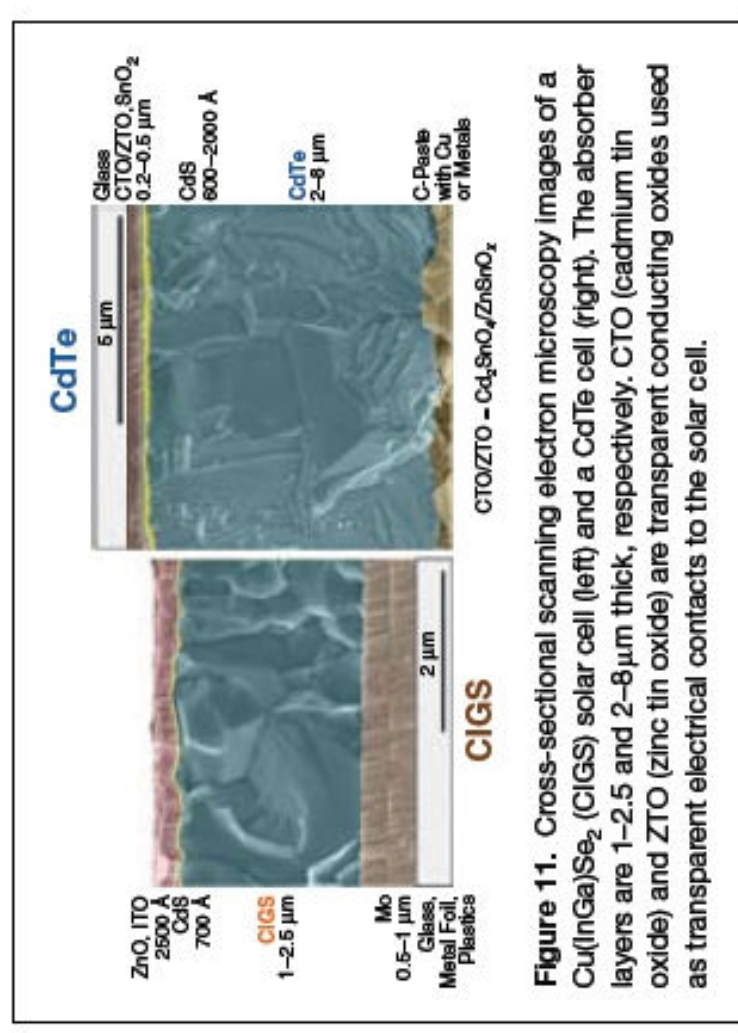 CdTe
ZnO, ITO
2500 Å
CdS
700 Å
CIGS
1–2.5 µm
Mo
0.5–1 µm
Glass,
Metal Foil,
Plastics
2 µm
CIGS
5 µm
Glass
CTO/ZTO,SnO₂
0.2–0.5 µm
CdS
600–2000 Å
CdTe
2–8 µm
C-Paste
with Cu
or Metals
CTO/ZTO – Cd₂SnO₄/ZnSnOₓ
Figure 11. Cross-sectional scanning electron microscopy images of a
Cu(InGa)Se₂ (CIGS) solar cell (left) and a CdTe cell (right). The absorber
layers are 1–2.5 and 2–8µm thick, respectively. CTO (cadmium tin
oxide) and ZTO (zinc tin oxide) are transparent conducting oxides used
as transparent electrical contacts to the solar cell.